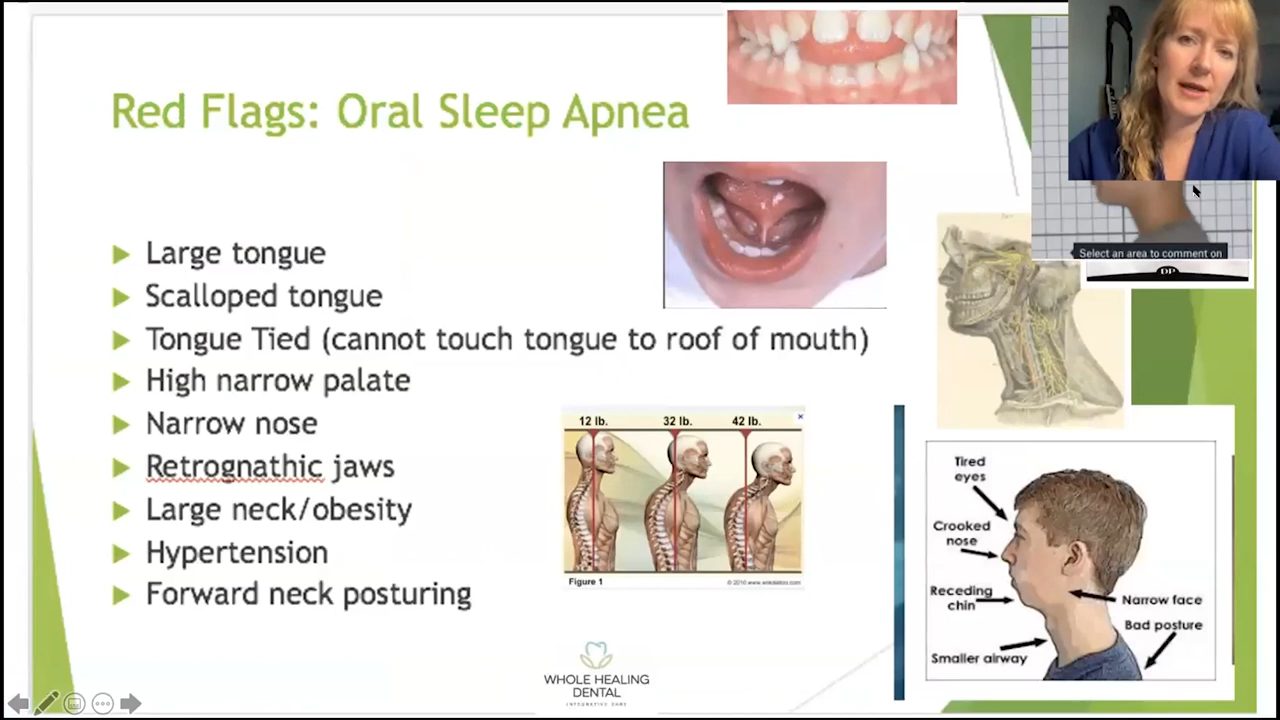 Red Flags: Oral Sleep Apnea
Large tongue
Scalloped tongue
Tongue Tied (cannot touch tongue to roof of mouth)
High narrow palate
Narrow nose
Retrognathic jaws
Large neck/obesity
Hypertension
Forward neck posturing
Select an area to comment on
DP
12 lb.
32 lb.
42 lb.
Figure 1
Tired
eyes
Crooked
nose
Receding
chin
Narrow face
Bad posture
Smaller airway
WHOLE HEALING
DENTAL
INTEGRATIVE CARE